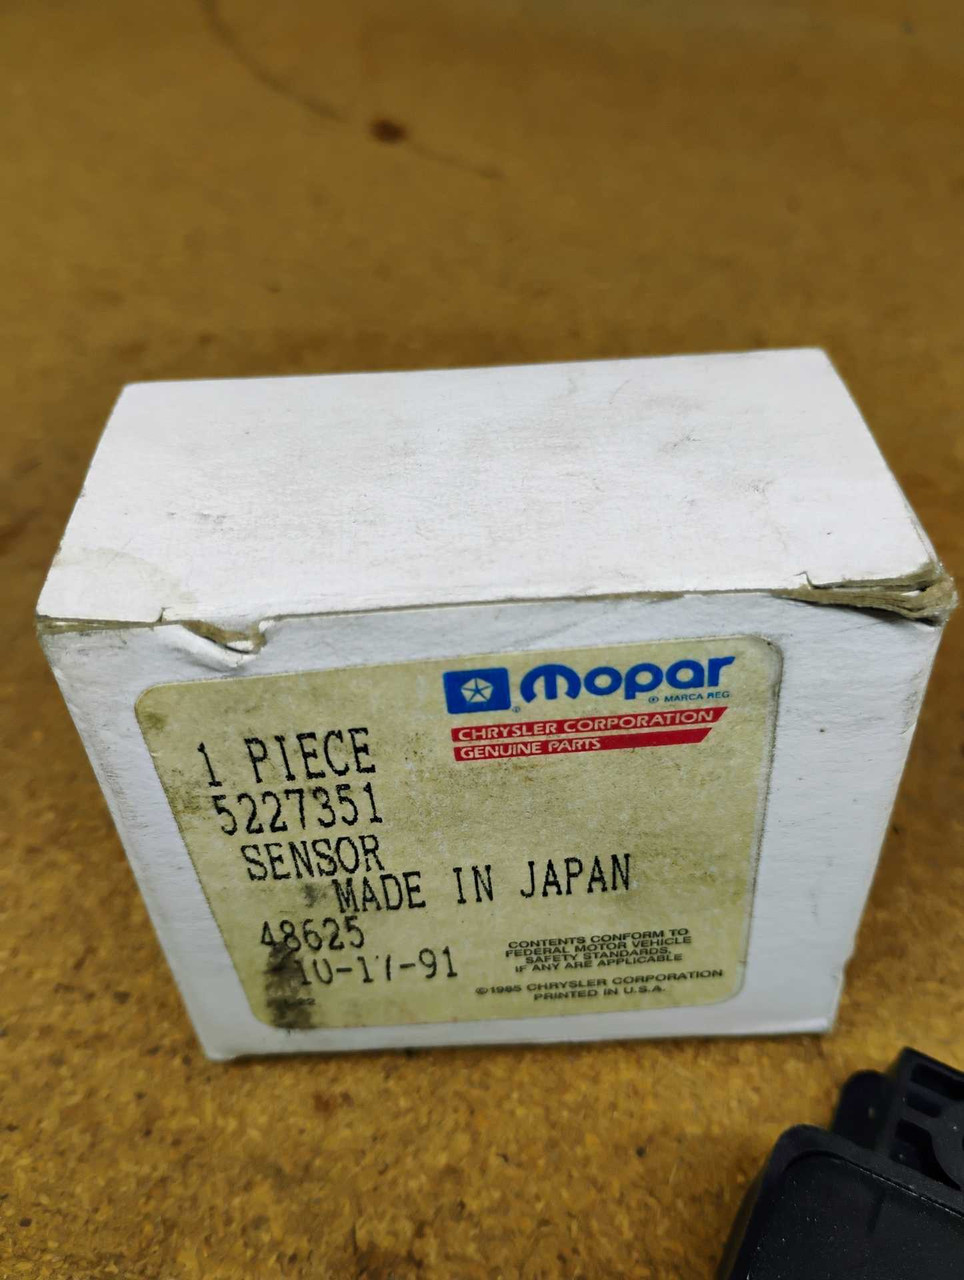 mopar
® MARCA REG
CHRYSLER CORPORATION
GENUINE PARTS
1 PIECE
5227351
SENSOR
MADE IN JAPAN
48625
10-17-91
CONTENTS CONFORM TO
FEDERAL MOTOR VEHICLE
SAFETY STANDARDS,
IF ANY ARE APPLICABLE
©1985 CHRYSLER CORPORATION
PRINTED IN U.S.A.